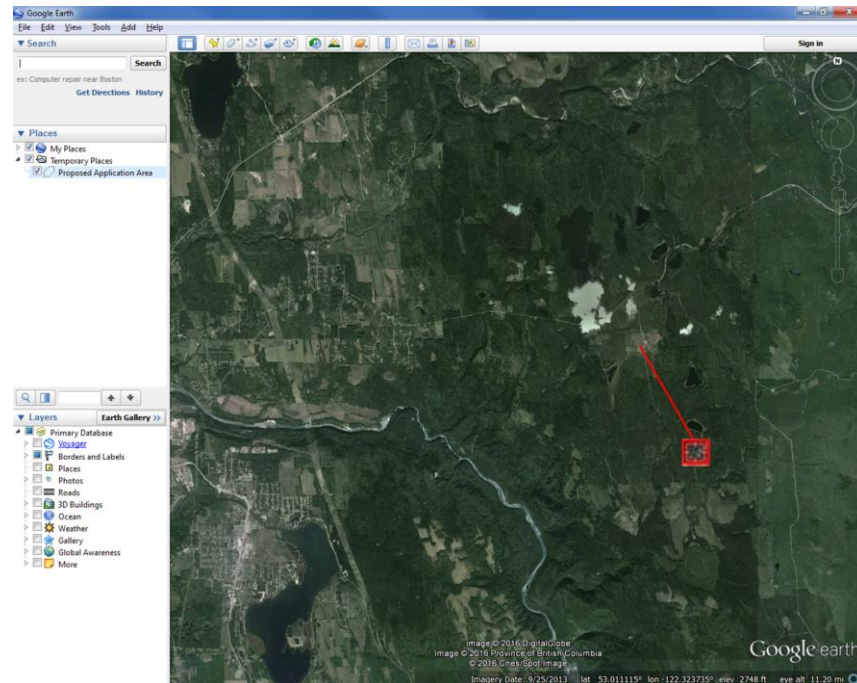 Google Earth
File Edit View Tools Add Help
Search
Search
ex: Computer repair near Boston
Get Directions History
Places
My Places
Temporary Places
Proposed Application Area
Layers
Earth Gallery >>
Primary Database
Voyager
Borders and Labels
Places
Photos
Roads
3D Buildings
Ocean
Weather
Gallery
Global Awareness
More
Sign in
N
Image © 2016 DigitalGlobe
Image © 2016 Province of British Columbia
© 2016 Cnes/Spot Image
Google earth
Imagery Date: 9/25/2013 lat 53.011115° lon -122.323735° elev 2748 ft eye alt 11.20 mi